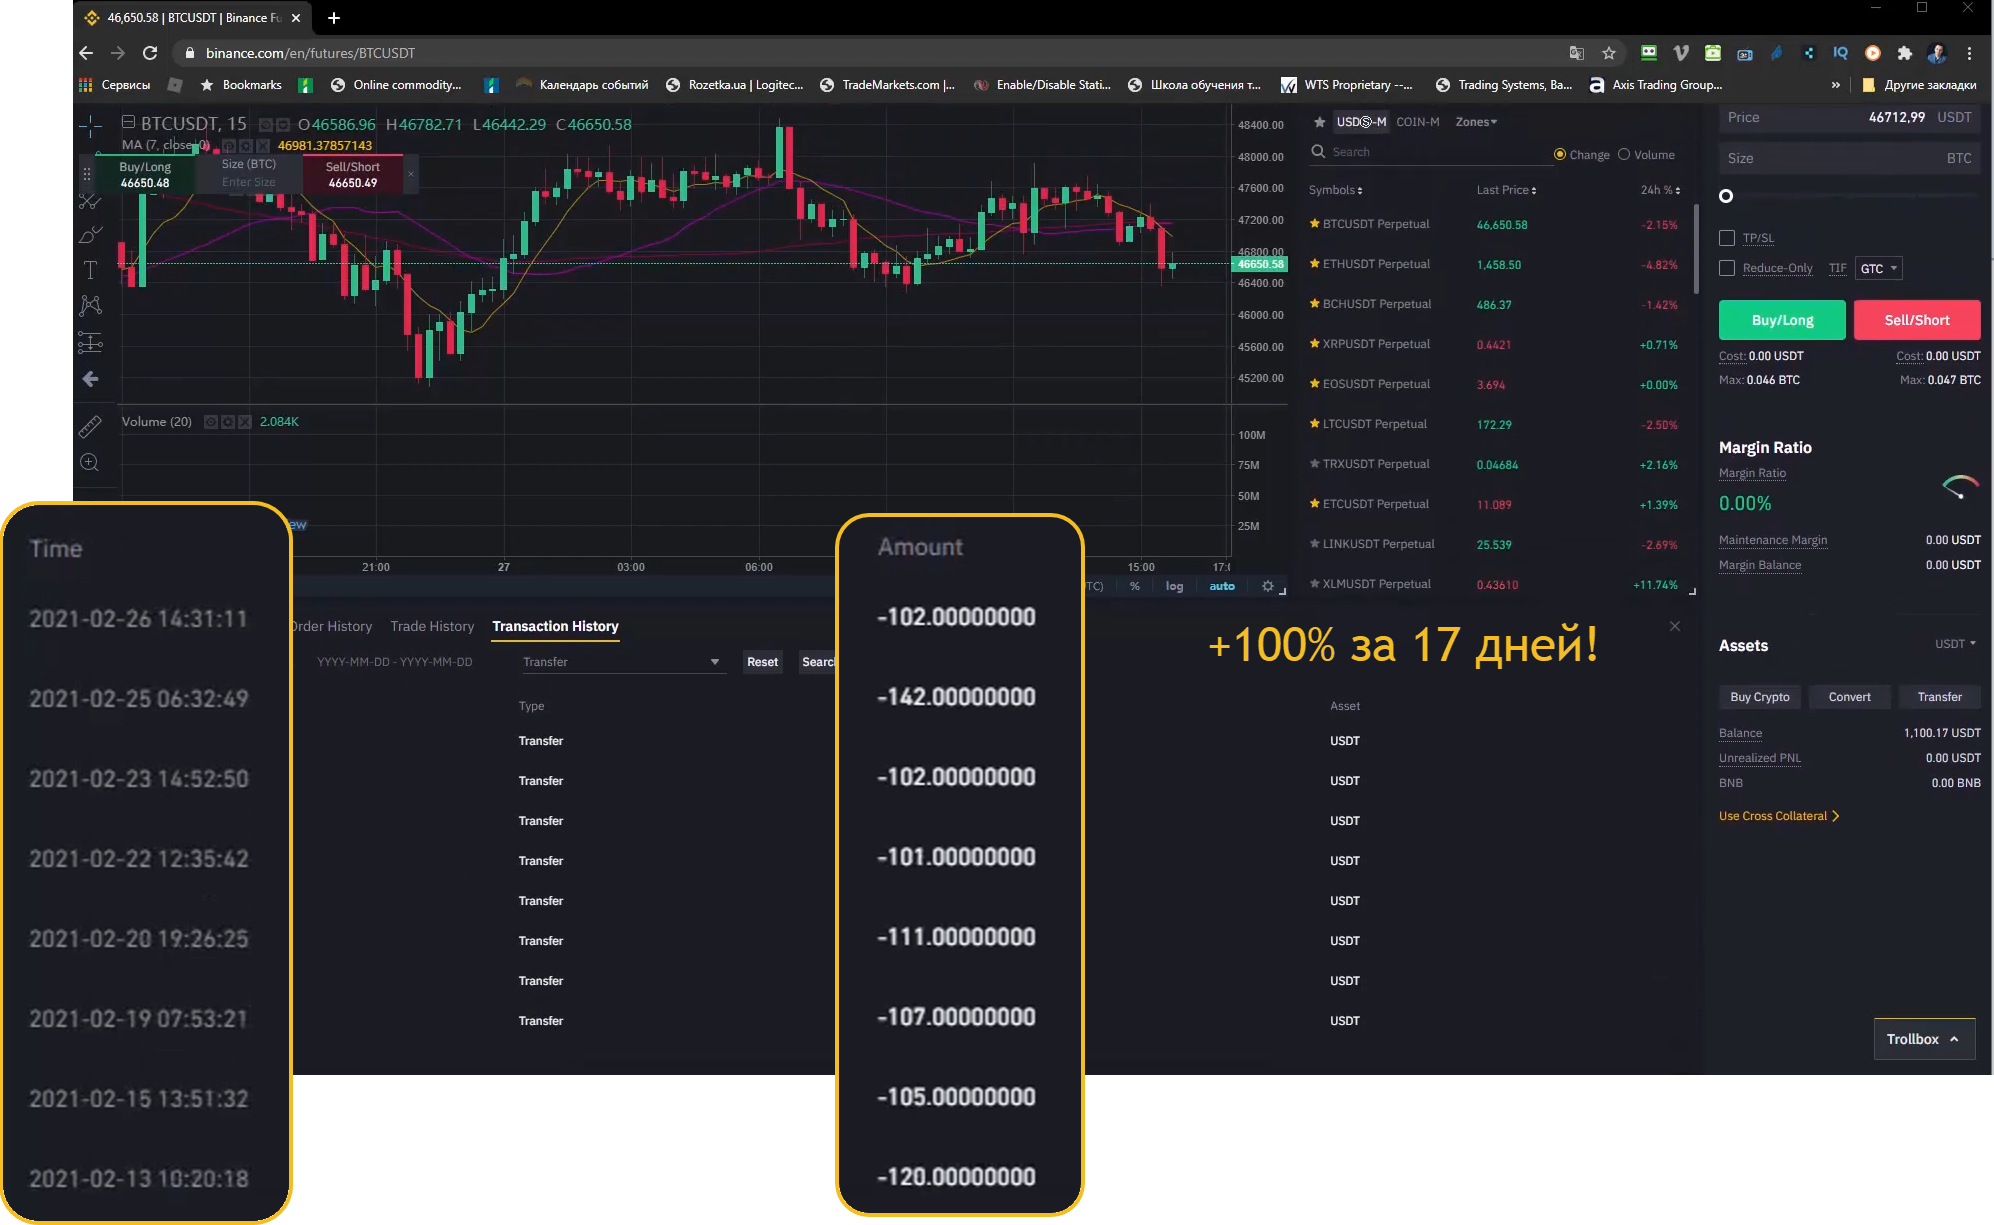 46,650.58 | BTCUSDT | Binance Fu
binance.com/en/futures/BTCUSDT
IQ
Сервисы Bookmarks Online commodity... Календарь событий Rozetka.ua | Logitec... TradeMarkets.com |... Enable/Disable Stati... Школа обучения т... WTS Proprietary --... Trading Systems, Ba... Axis Trading Group... » Другие закладки
BTCUSDT, 15 O46586.96 H46782.71 L46442.29 C46650.58
MA (7, close, 0) 46981.37857143
Buy/Long Size (BTC) Sell/Short
46650.48 Enter Size 46650.49
48400.00
48000.00
47600.00
47200.00
46800.00
46650.58
46400.00
46000.00
45600.00
45200.00
Volume (20) 2.084K
100M
75M
50M
25M
21:00 27 03:00 06:00 15:00 17:0
TC) % log auto
USDⓈ-M COIN-M Zones
Search Change Volume
Symbols Last Price 24h %
BTCUSDT Perpetual 46,650.58 -2.15%
ETHUSDT Perpetual 1,458.50 -4.82%
BCHUSDT Perpetual 486.37 -1.42%
XRPUSDT Perpetual 0.4421 +0.71%
EOSUSDT Perpetual 3.694 +0.00%
LTCUSDT Perpetual 172.29 -2.50%
TRXUSDT Perpetual 0.04684 +2.16%
ETCUSDT Perpetual 11.089 +1.39%
LINKUSDT Perpetual 25.539 -2.69%
XLMUSDT Perpetual 0.43610 +11.74%
Price 46712,99 USDT
Size BTC
TP/SL
Reduce-Only TIF GTC
Buy/Long Sell/Short
Cost: 0.00 USDT Cost: 0.00 USDT
Max: 0.046 BTC Max: 0.047 BTC
Margin Ratio
Margin Ratio
0.00%
Maintenance Margin 0.00 USDT
Margin Balance 0.00 USDT
Assets USDT
Buy Crypto Convert Transfer
Balance 1,100.17 USDT
Unrealized PNL 0.00 USDT
BNB 0.00 BNB
Use Cross Collateral
Trollbox
ew
Order History Trade History Transaction History
YYYY-MM-DD - YYYY-MM-DD Transfer Reset Search
+100% за 17 дней!
Time Type Amount Asset
2021-02-26 14:31:11 Transfer -102.00000000 USDT
2021-02-25 06:32:49 Transfer -142.00000000 USDT
2021-02-23 14:52:50 Transfer -102.00000000 USDT
2021-02-22 12:35:42 Transfer -101.00000000 USDT
2021-02-20 19:26:25 Transfer -111.00000000 USDT
2021-02-19 07:53:21 Transfer -107.00000000 USDT
2021-02-15 13:51:32 Transfer -105.00000000 USDT
2021-02-13 10:20:18 Transfer -120.00000000 USDT